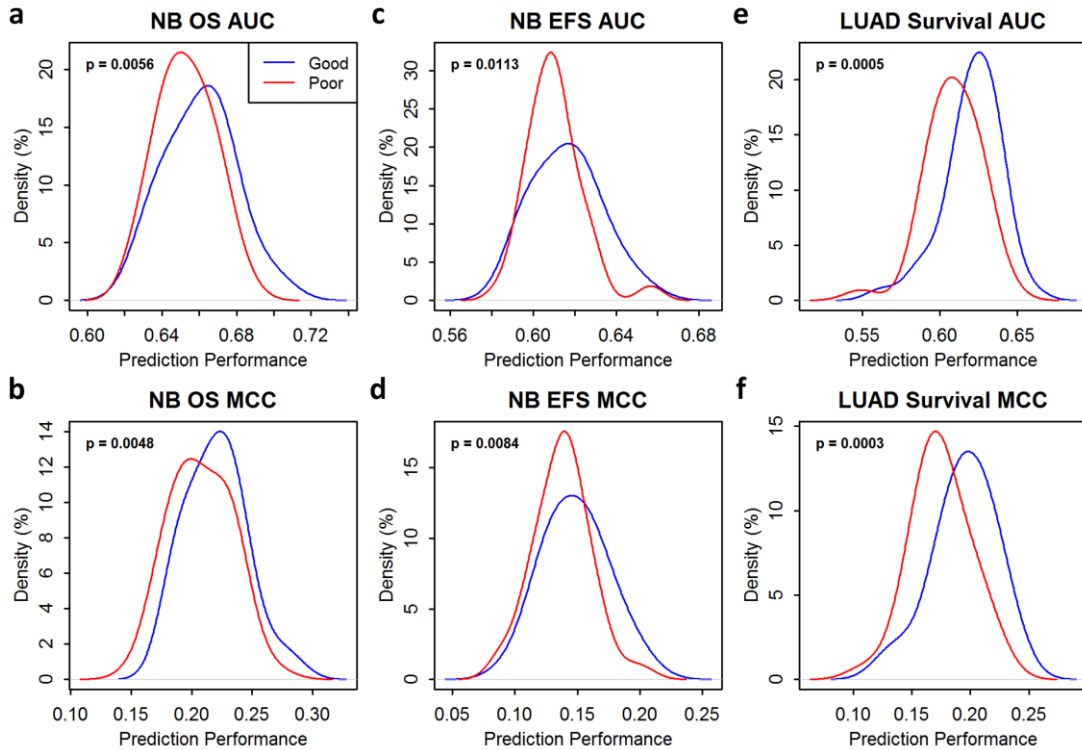 a
NB OS AUC
p = 0.0056
Good
Poor
Density (%)
0
5
10
15
20
0.60
0.64
0.68
0.72
Prediction Performance
c
NB EFS AUC
p = 0.0113
Density (%)
0
5
10
15
20
25
30
0.56
0.60
0.64
0.68
Prediction Performance
e
LUAD Survival AUC
p = 0.0005
Density (%)
0
5
10
15
20
0.55
0.60
0.65
Prediction Performance
b
NB OS MCC
p = 0.0048
Density (%)
0
2
4
6
8
10
12
14
0.10
0.15
0.20
0.25
0.30
Prediction Performance
d
NB EFS MCC
p = 0.0084
Density (%)
0
5
10
15
0.05
0.10
0.15
0.20
0.25
Prediction Performance
f
LUAD Survival MCC
p = 0.0003
Density (%)
0
5
10
15
0.10
0.15
0.20
0.25
Prediction Performance